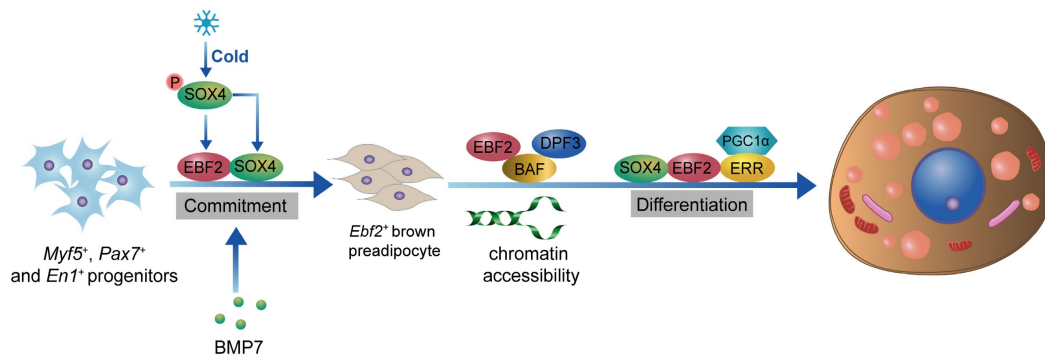 Cold
P
SOX4
EBF2 SOX4
Commitment
Myf5⁺, Pax7⁺
and En1⁺ progenitors
BMP7
Ebf2⁺ brown
preadipocyte
EBF2 DPF3
BAF
chromatin
accessibility
PGC1α
SOX4 EBF2 ERR
Differentiation